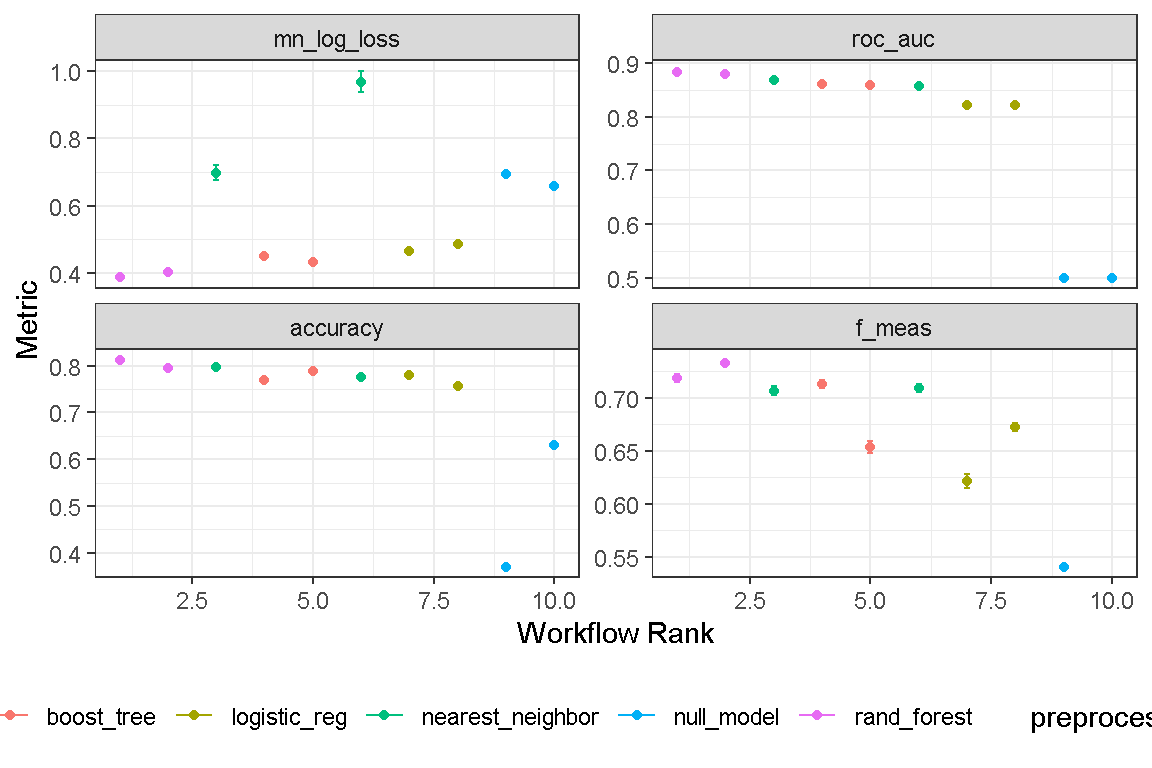 mn_log_loss
roc_auc
1.0
0.8
0.6
0.4
0.9
0.8
0.7
0.6
0.5
Metric
accuracy
f_meas
0.8
0.7
0.6
0.5
0.4
0.70
0.65
0.60
0.55
2.5 5.0 7.5 10.0
2.5 5.0 7.5 10.0
Workflow Rank
boost_tree logistic_reg nearest_neighbor null_model rand_forest preproces